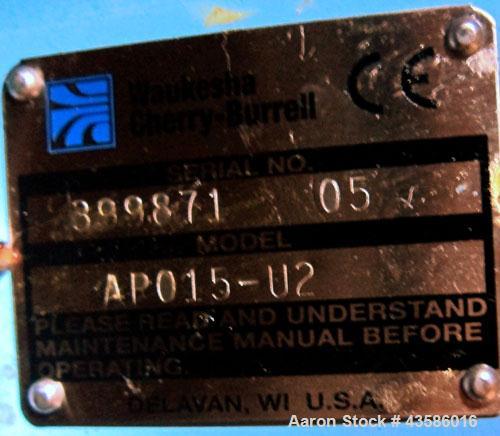 Waukesha
Cherry-Burrell
CE
SERIAL NO.
399871 05
MODEL
AP015-U2
PLEASE READ AND UNDERSTAND
MAINTENANCE MANUAL BEFORE
OPERATING.
DELAVAN, WI U.S.A.
Aaron Stock # 43586016